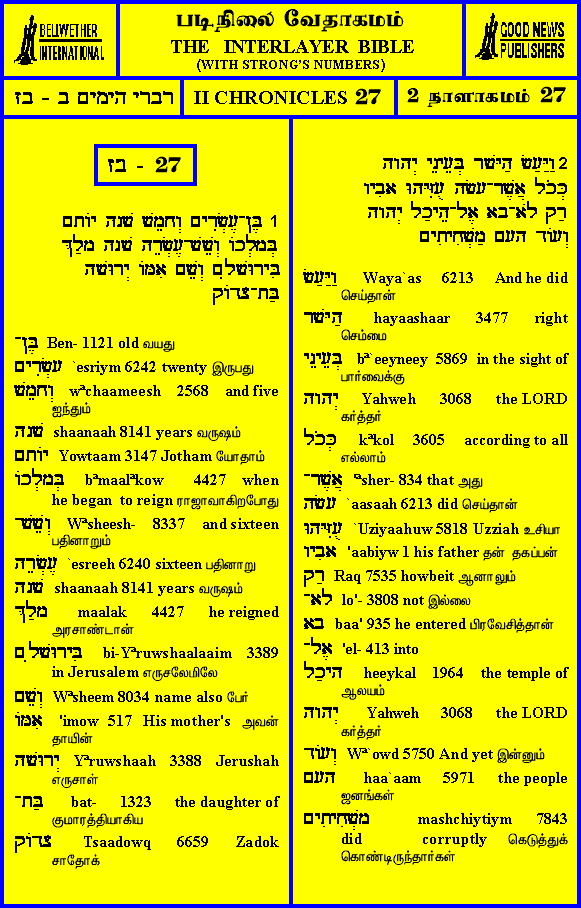 BELLWETHER INTERNATIONAL
படிநிலை வேதாகமம்
THE INTERLAYER BIBLE
(WITH STRONG'S NUMBERS)
GOOD NEWS PUBLISHERS
דברי הימים ב - כז
II CHRONICLES 27
2 நாளாகமம் 27
כז - 27
1 בֶּן־עֶשְׂרִים וְחָמֵשׁ שָׁנָה יוֹתָם
בְּמָלְכוֹ וְשֵׁשׁ־עֶשְׂרֵה שָׁנָה מָלַךְ
בִּירוּשָׁלִָם וְשֵׁם אִמּוֹ יְרוּשָׁה
בַּת־צָדוֹק
בֶּן־ Ben- 1121 old வயது
עֶשְׂרִים `esriym 6242 twenty இருபது
וְחָמֵשׁ wªchaameesh 2568 and five
ஐந்தும்
שָׁנָה shaanaah 8141 years வருஷம்
יוֹתָם Yowtaam 3147 Jotham யோதாம்
בְּמָלְכוֹ bªmaalªkow 4427 when
he began to reign ராஜாவாகிறபோது
וְשֵׁשׁ־ Wªsheesh- 8337 and sixteen
பதினாறும்
עֶשְׂרֵה `esreeh 6240 sixteen பதினாறு
שָׁנָה shaanaah 8141 years வருஷம்
מָלַךְ maalak 4427 he reigned
அரசாண்டான்
בִּירוּשָׁלִָם bi-Yªruwshaalaaim 3389
in Jerusalem எருசலேமிலே
וְשֵׁם Wªsheem 8034 name also பேர்
אִמּוֹ 'imow 517 His mother's அவன்
தாயின்
יְרוּשָׁה Yªruwshaah 3388 Jerushah
எருசாள்
בַּת־ bat- 1323 the daughter of
குமாரத்தியாகிய
צָדוֹק Tsaadowq 6659 Zadok
சாதோக்
2 וַיַּעַשׂ הַיָּשָׁר בְּעֵינֵי יְהוָה
כְּכֹל אֲשֶׁר־עָשָׂה עֻזִּיָּהוּ אָבִיו
רַק לֹא־בָא אֶל־הֵיכַל יְהוָה
וְעוֹד הָעָם מַשְׁחִיתִים
וַיַּעַשׂ Waya`as 6213 And he did
செய்தான்
הַיָּשָׁר hayaashaar 3477 right
செம்மை
בְּעֵינֵי bª`eeyneey 5869 in the sight of
பார்வைக்கு
יְהוָה Yahweh 3068 the LORD
கர்த்தர்
כְּכֹל kªkol 3605 according to all
எல்லாம்
אֲשֶׁר־ ªsher- 834 that அது
עָשָׂה `aasaah 6213 did செய்தான்
עֻזִּיָּהוּ `Uziyaahuw 5818 Uzziah உசியா
אָבִיו 'aabiyw 1 his father தன் தகப்பன்
רַק Raq 7535 howbeit ஆனாலும்
לֹא־ lo'- 3808 not இல்லை
בָא baa' 935 he entered பிரவேசித்தான்
אֶל־ 'el- 413 into
הֵיכַל heeykal 1964 the temple of
ஆலயம்
יְהוָה Yahweh 3068 the LORD
கர்த்தர்
וְעוֹד Wª`owd 5750 And yet இன்னும்
הָעָם haa`aam 5971 the people
ஜனங்கள்
מַשְׁחִיתִים mashchiytiym 7843
did corruptly கெடுத்துக்
கொண்டிருந்தார்கள்